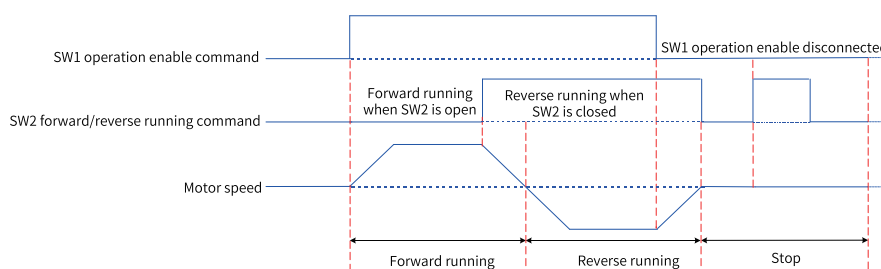 SW1 operation enable command
SW1 operation enable disconnected
Forward running
when SW2 is open
Reverse running when
SW2 is closed
SW2 forward/reverse running command
Motor speed
Forward running
Reverse running
Stop